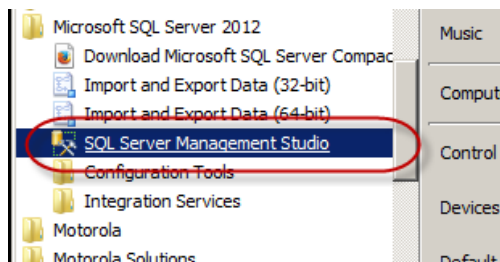 Microsoft SQL Server 2012
Download Microsoft SQL Server Compac
Import and Export Data (32-bit)
Import and Export Data (64-bit)
SQL Server Management Studio
Configuration Tools
Integration Services
Motorola
Motorola Solutions
Music
Comput
Control
Devices
Default